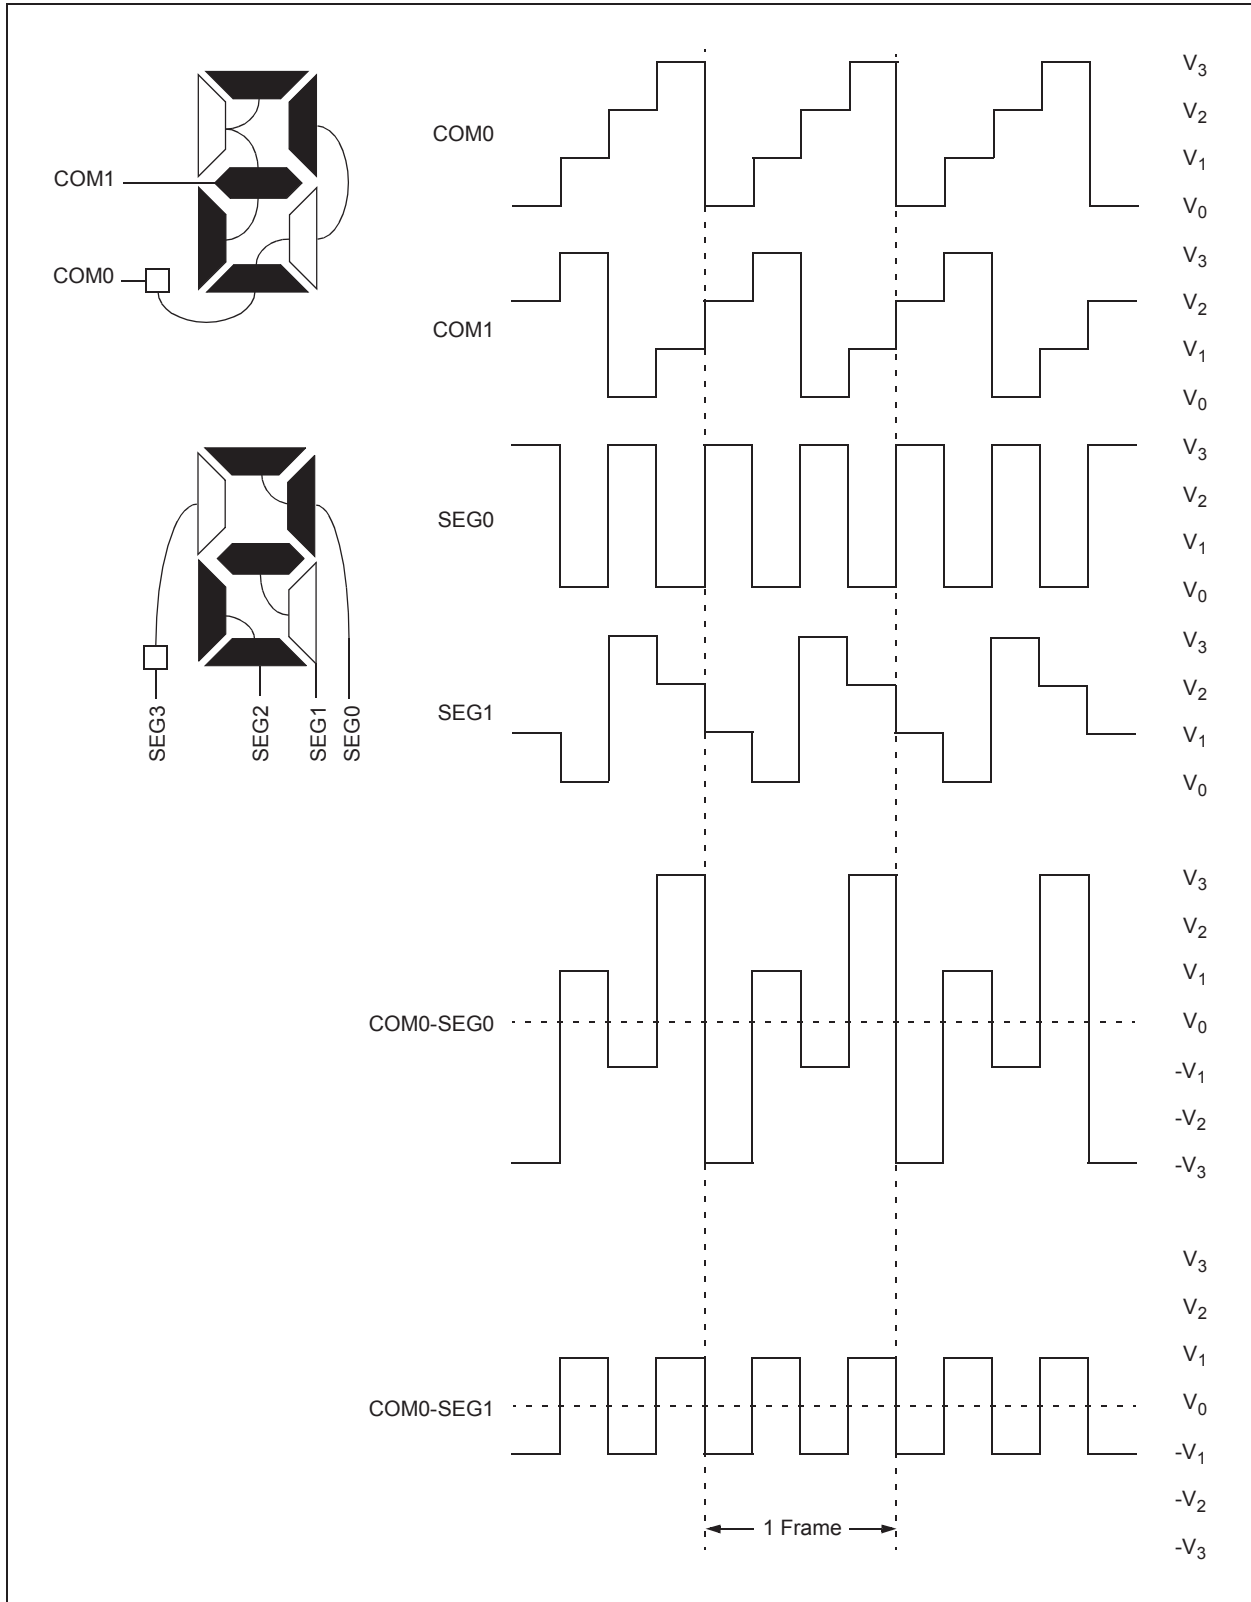 COM1
COM0
SEG3
SEG2
SEG1
SEG0
COM0
V3
V2
V1
V0
COM1
V3
V2
V1
V0
SEG0
V3
V2
V1
V0
SEG1
V3
V2
V1
V0
COM0-SEG0
V3
V2
V1
V0
-V1
-V2
-V3
COM0-SEG1
V3
V2
V1
V0
-V1
-V2
-V3
1 Frame